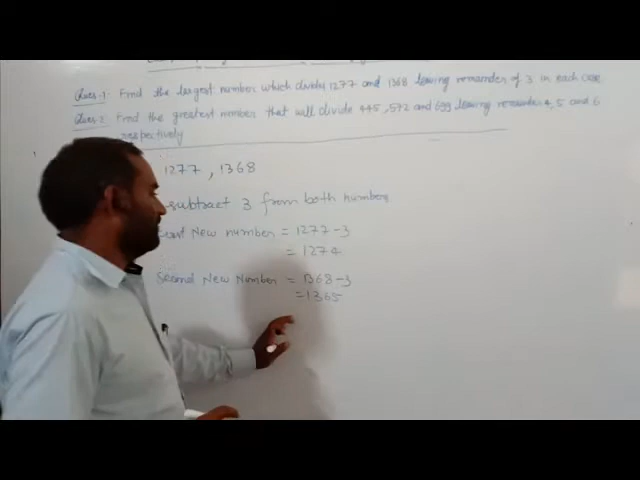 Ques-1. Find the largest number which divides 1277 and 1368 leaving remainder of 3 in each case
Ques-2 Find the greatest number that will divide 445, 572 and 699 leaving remainder 4, 5 and 6
respectively
1277, 1368
Subtract 3 from both numbers
First New number = 1277-3
= 1274
Second New Number = 1368-3
= 1365